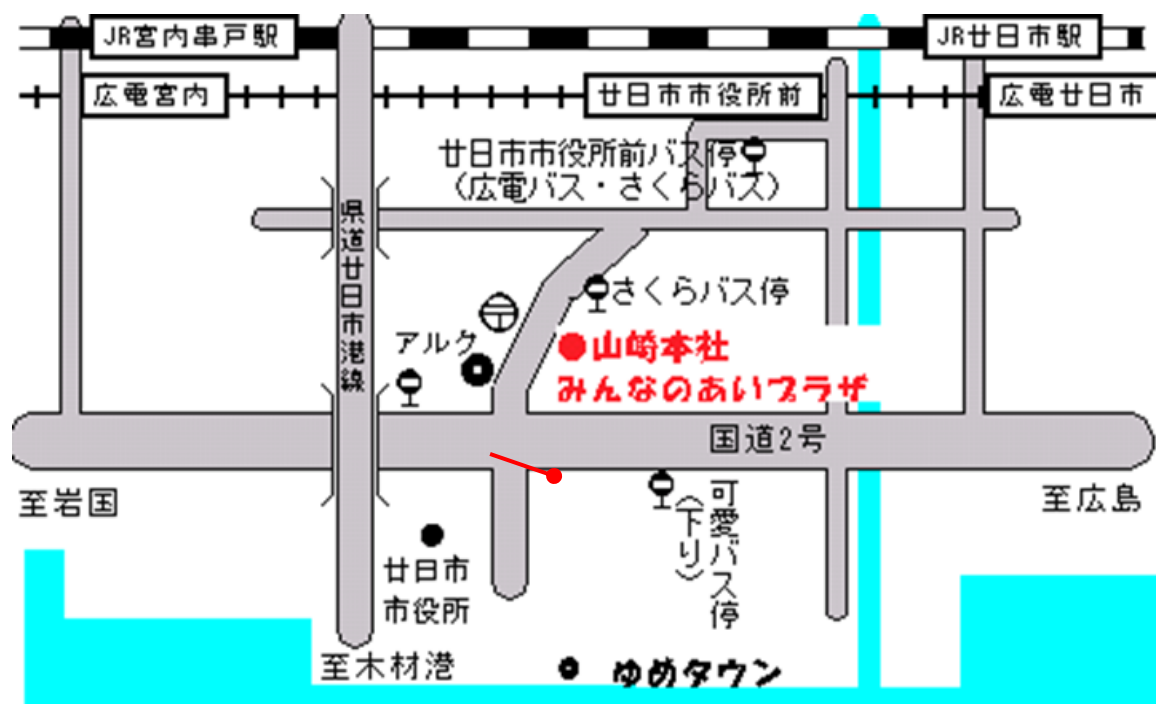 JR宮内串戸駅
JR廿日市駅
広電宮内
廿日市市役所前
広電廿日市
廿日市市役所前バス停
（広電バス・さくらバス）
県道廿日市港線
さくらバス停
アルク
山崎本社
みんなのあいプラザ
国道2号
至岩国
至広島
可愛バス停
（下り）
廿日市
市役所
至木材港
ゆめタウン